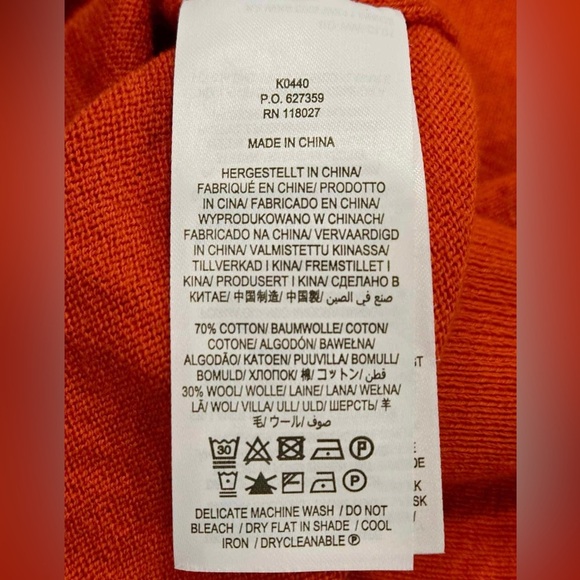 K0440
P.O. 627359
RN 118027
MADE IN CHINA
HERGESTELLT IN CHINA/
FABRIQUÉ EN CHINE/ PRODOTTO
IN CINA/ FABRICADO EN CHINA/
WYPRODUKOWANO W CHINACH/
FABRICADO NA CHINA/ VERVAARDIGD
IN CHINA/ VALMISTETTU KIINASSA/
TILLVERKAD I KINA/ FREMSTILLET I
KINA/ PRODUSERT I KINA/ СДЕЛАНО В
КИТАЕ/ 中国制造/ 中国製/ صنع في الصين
70% COTTON/ BAUMWOLLE/ COTON/
COTONE/ ALGODÓN/ BAWEŁNA/
ALGODÃO/ KATOEN/ PUUVILLA/ BOMULL/
BOMULD/ ХЛОПОК/ 棉/ コットン/ قطن
30% WOOL/ WOLLE/ LAINE/ LANA/ WEŁNA/
LÃ/ WOL/ VILLA/ ULL/ ULD/ ШЕРСТЬ/ 羊
毛/ ウール/ صوف
30 P
P
DELICATE MACHINE WASH / DO NOT
BLEACH / DRY FLAT IN SHADE / COOL
IRON / DRYCLEANABLE P